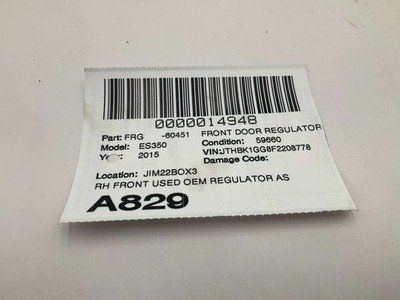 0000014948
Part: FRG -60451 FRONT DOOR REGULATOR
Model: ES350 Condition: 59660
Year: 2015 VIN:JTHBK1GG8F2208778
Damage Code:
Location: JIM22BOX3
RH FRONT USED OEM REGULATOR AS
A829